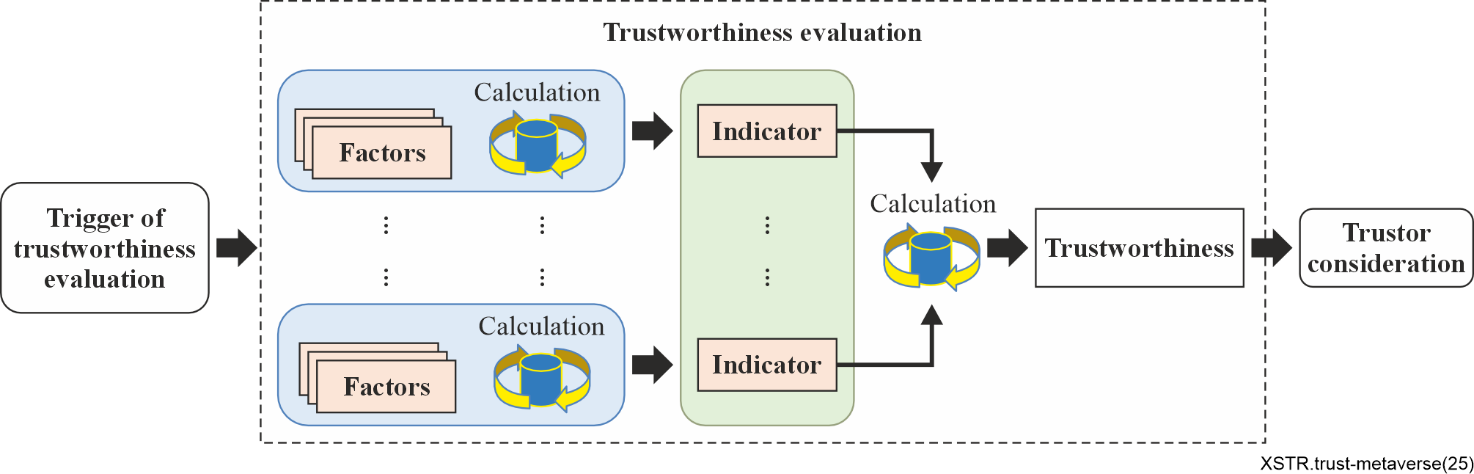 Trustworthiness evaluation
Calculation
Factors
Indicator
Trigger of
trustworthiness
evaluation
Calculation
Trustworthiness
Trustor
consideration
Calculation
Factors
Indicator
XSTR.trust-metaverse(25)